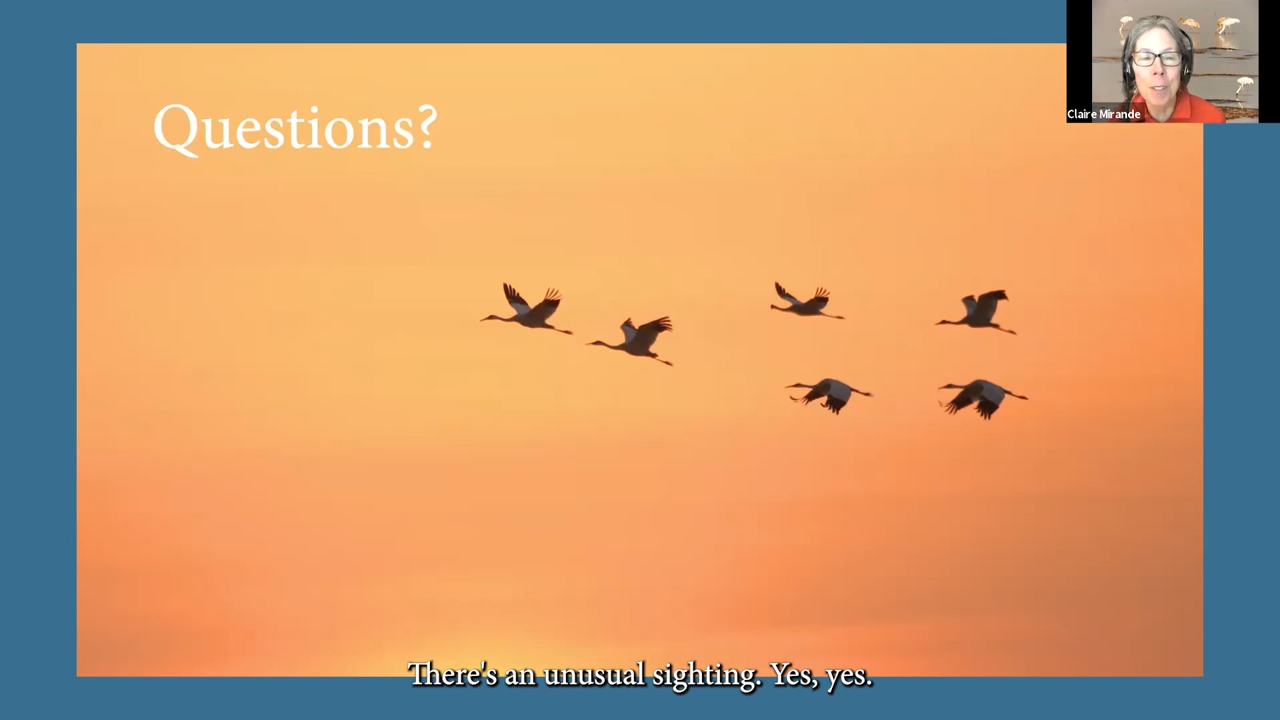 Questions?
Claire Mirande
There's an unusual sighting. Yes, yes.